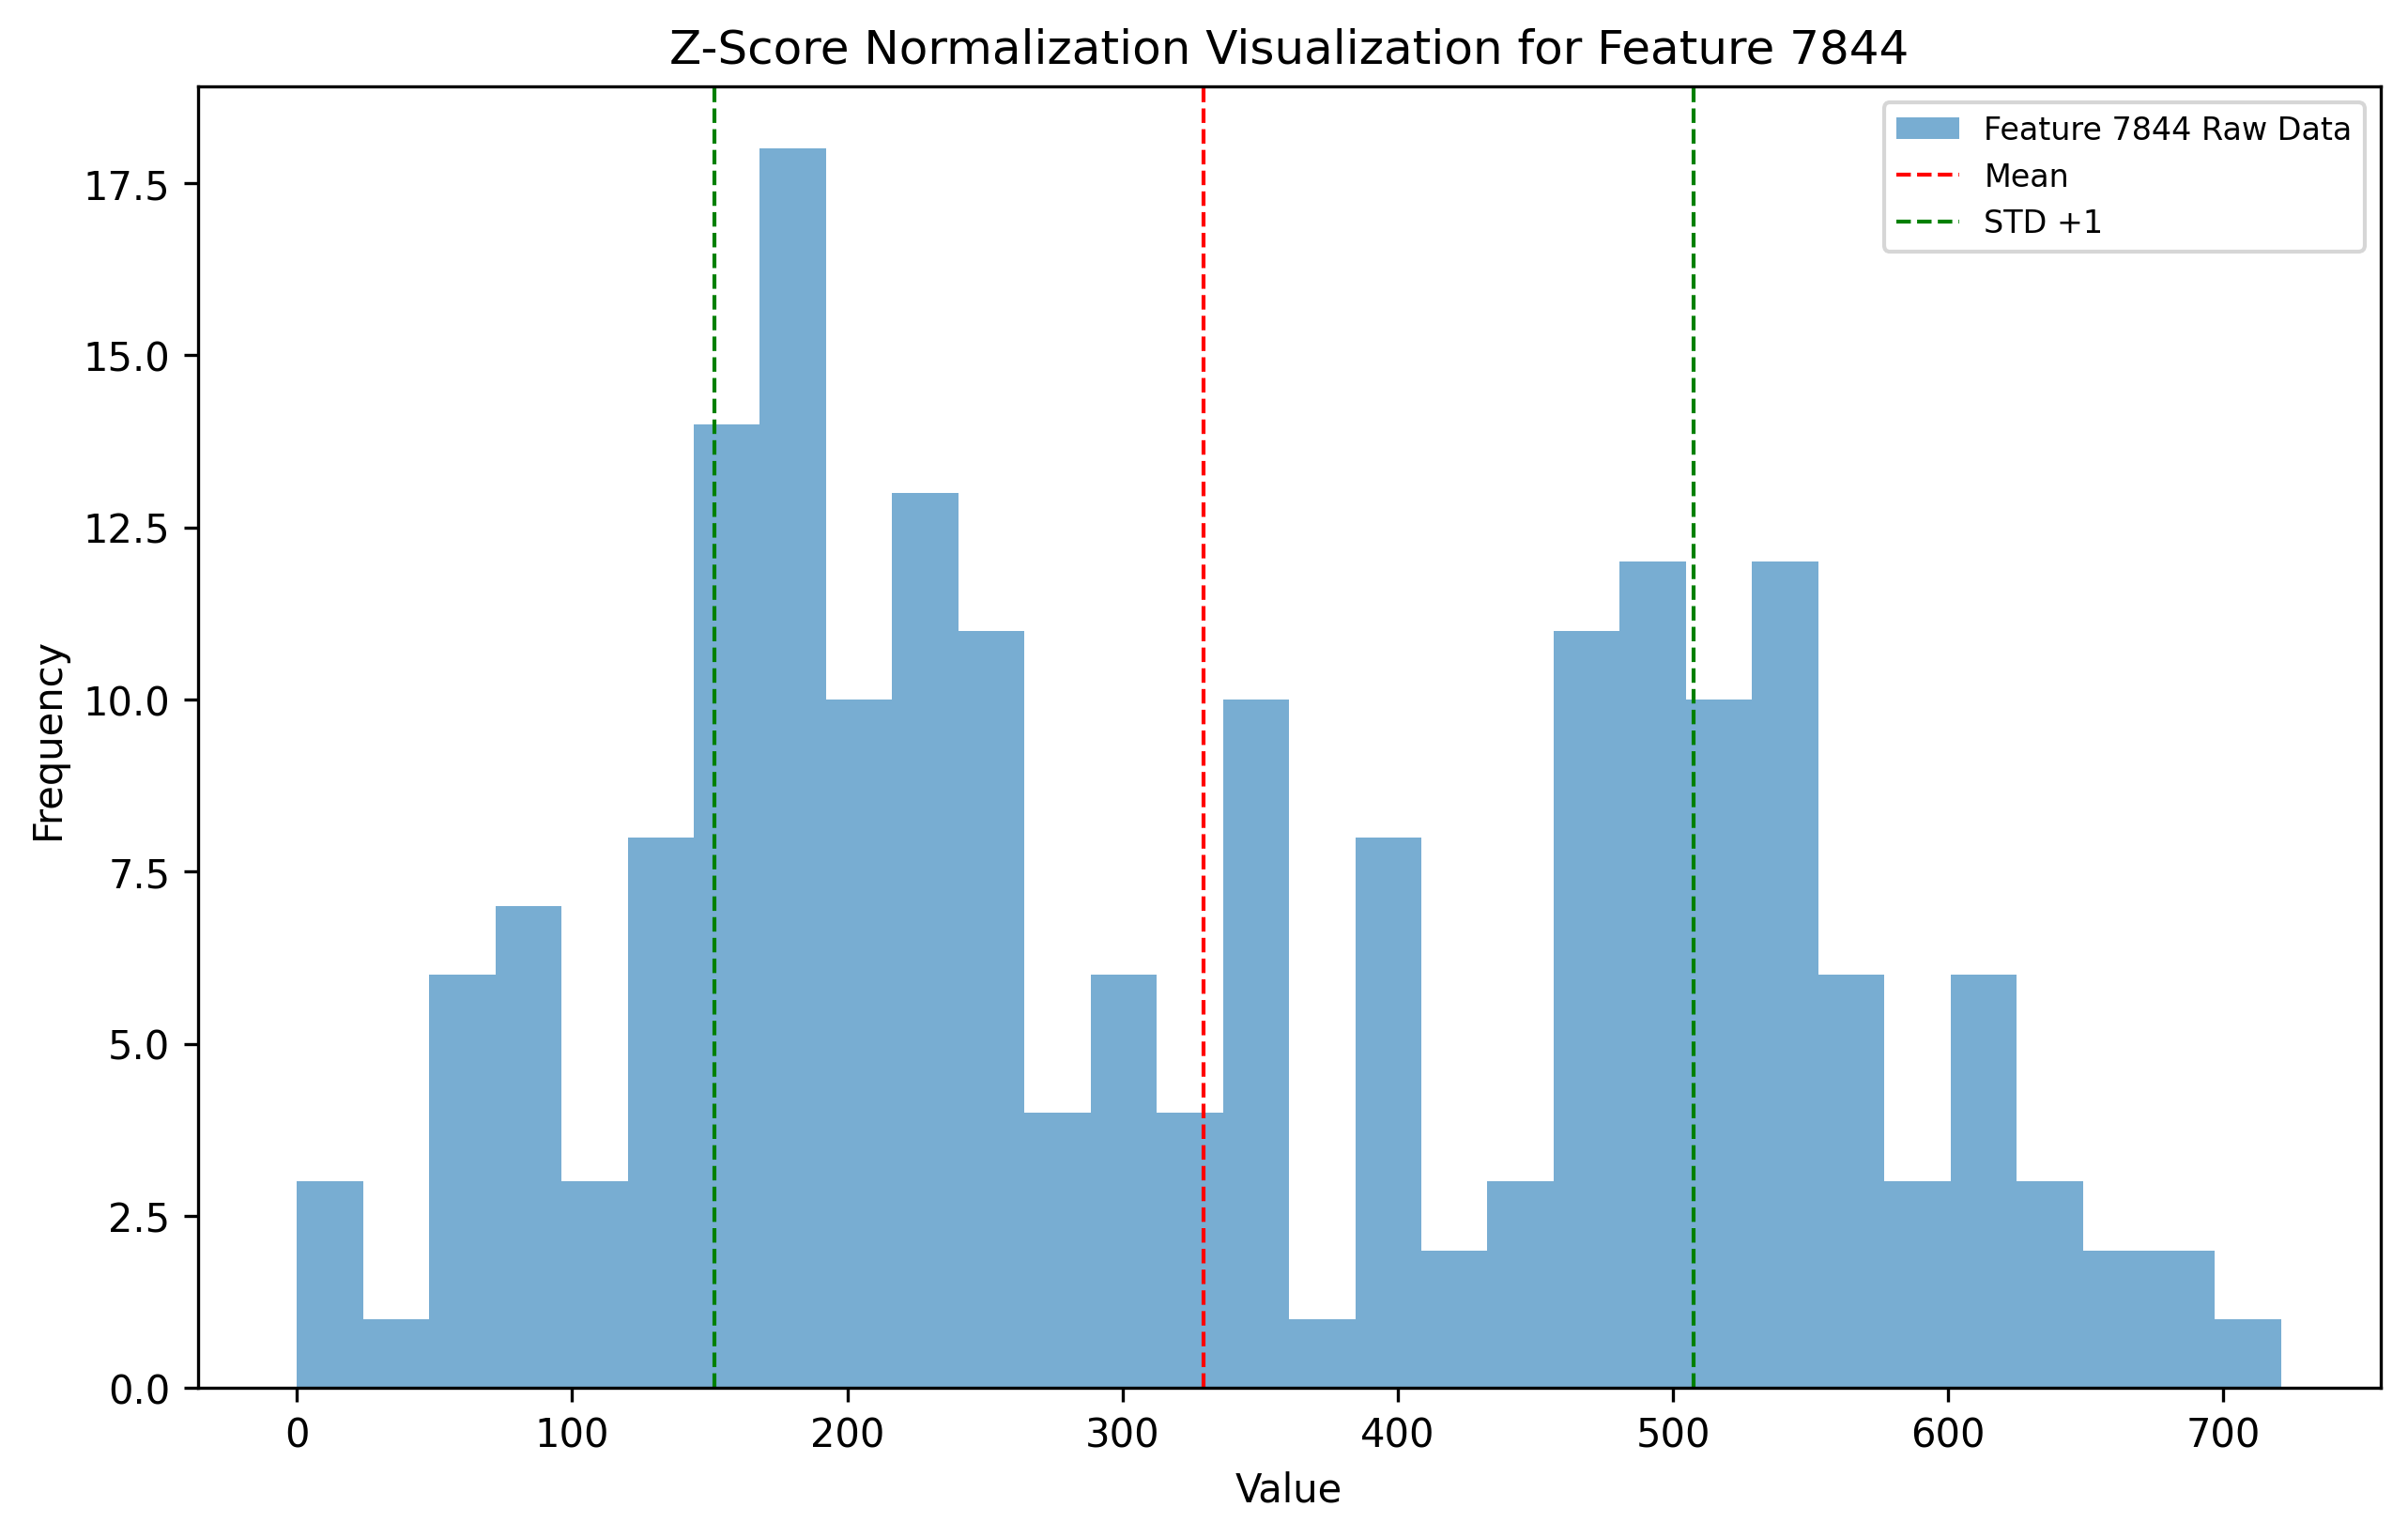 Z-Score Normalization Visualization for Feature 7844
Feature 7844 Raw Data
Mean
STD +1
17.5
15.0
12.5
10.0
7.5
5.0
2.5
0.0
Frequency
0 100 200 300 400 500 600 700
Value